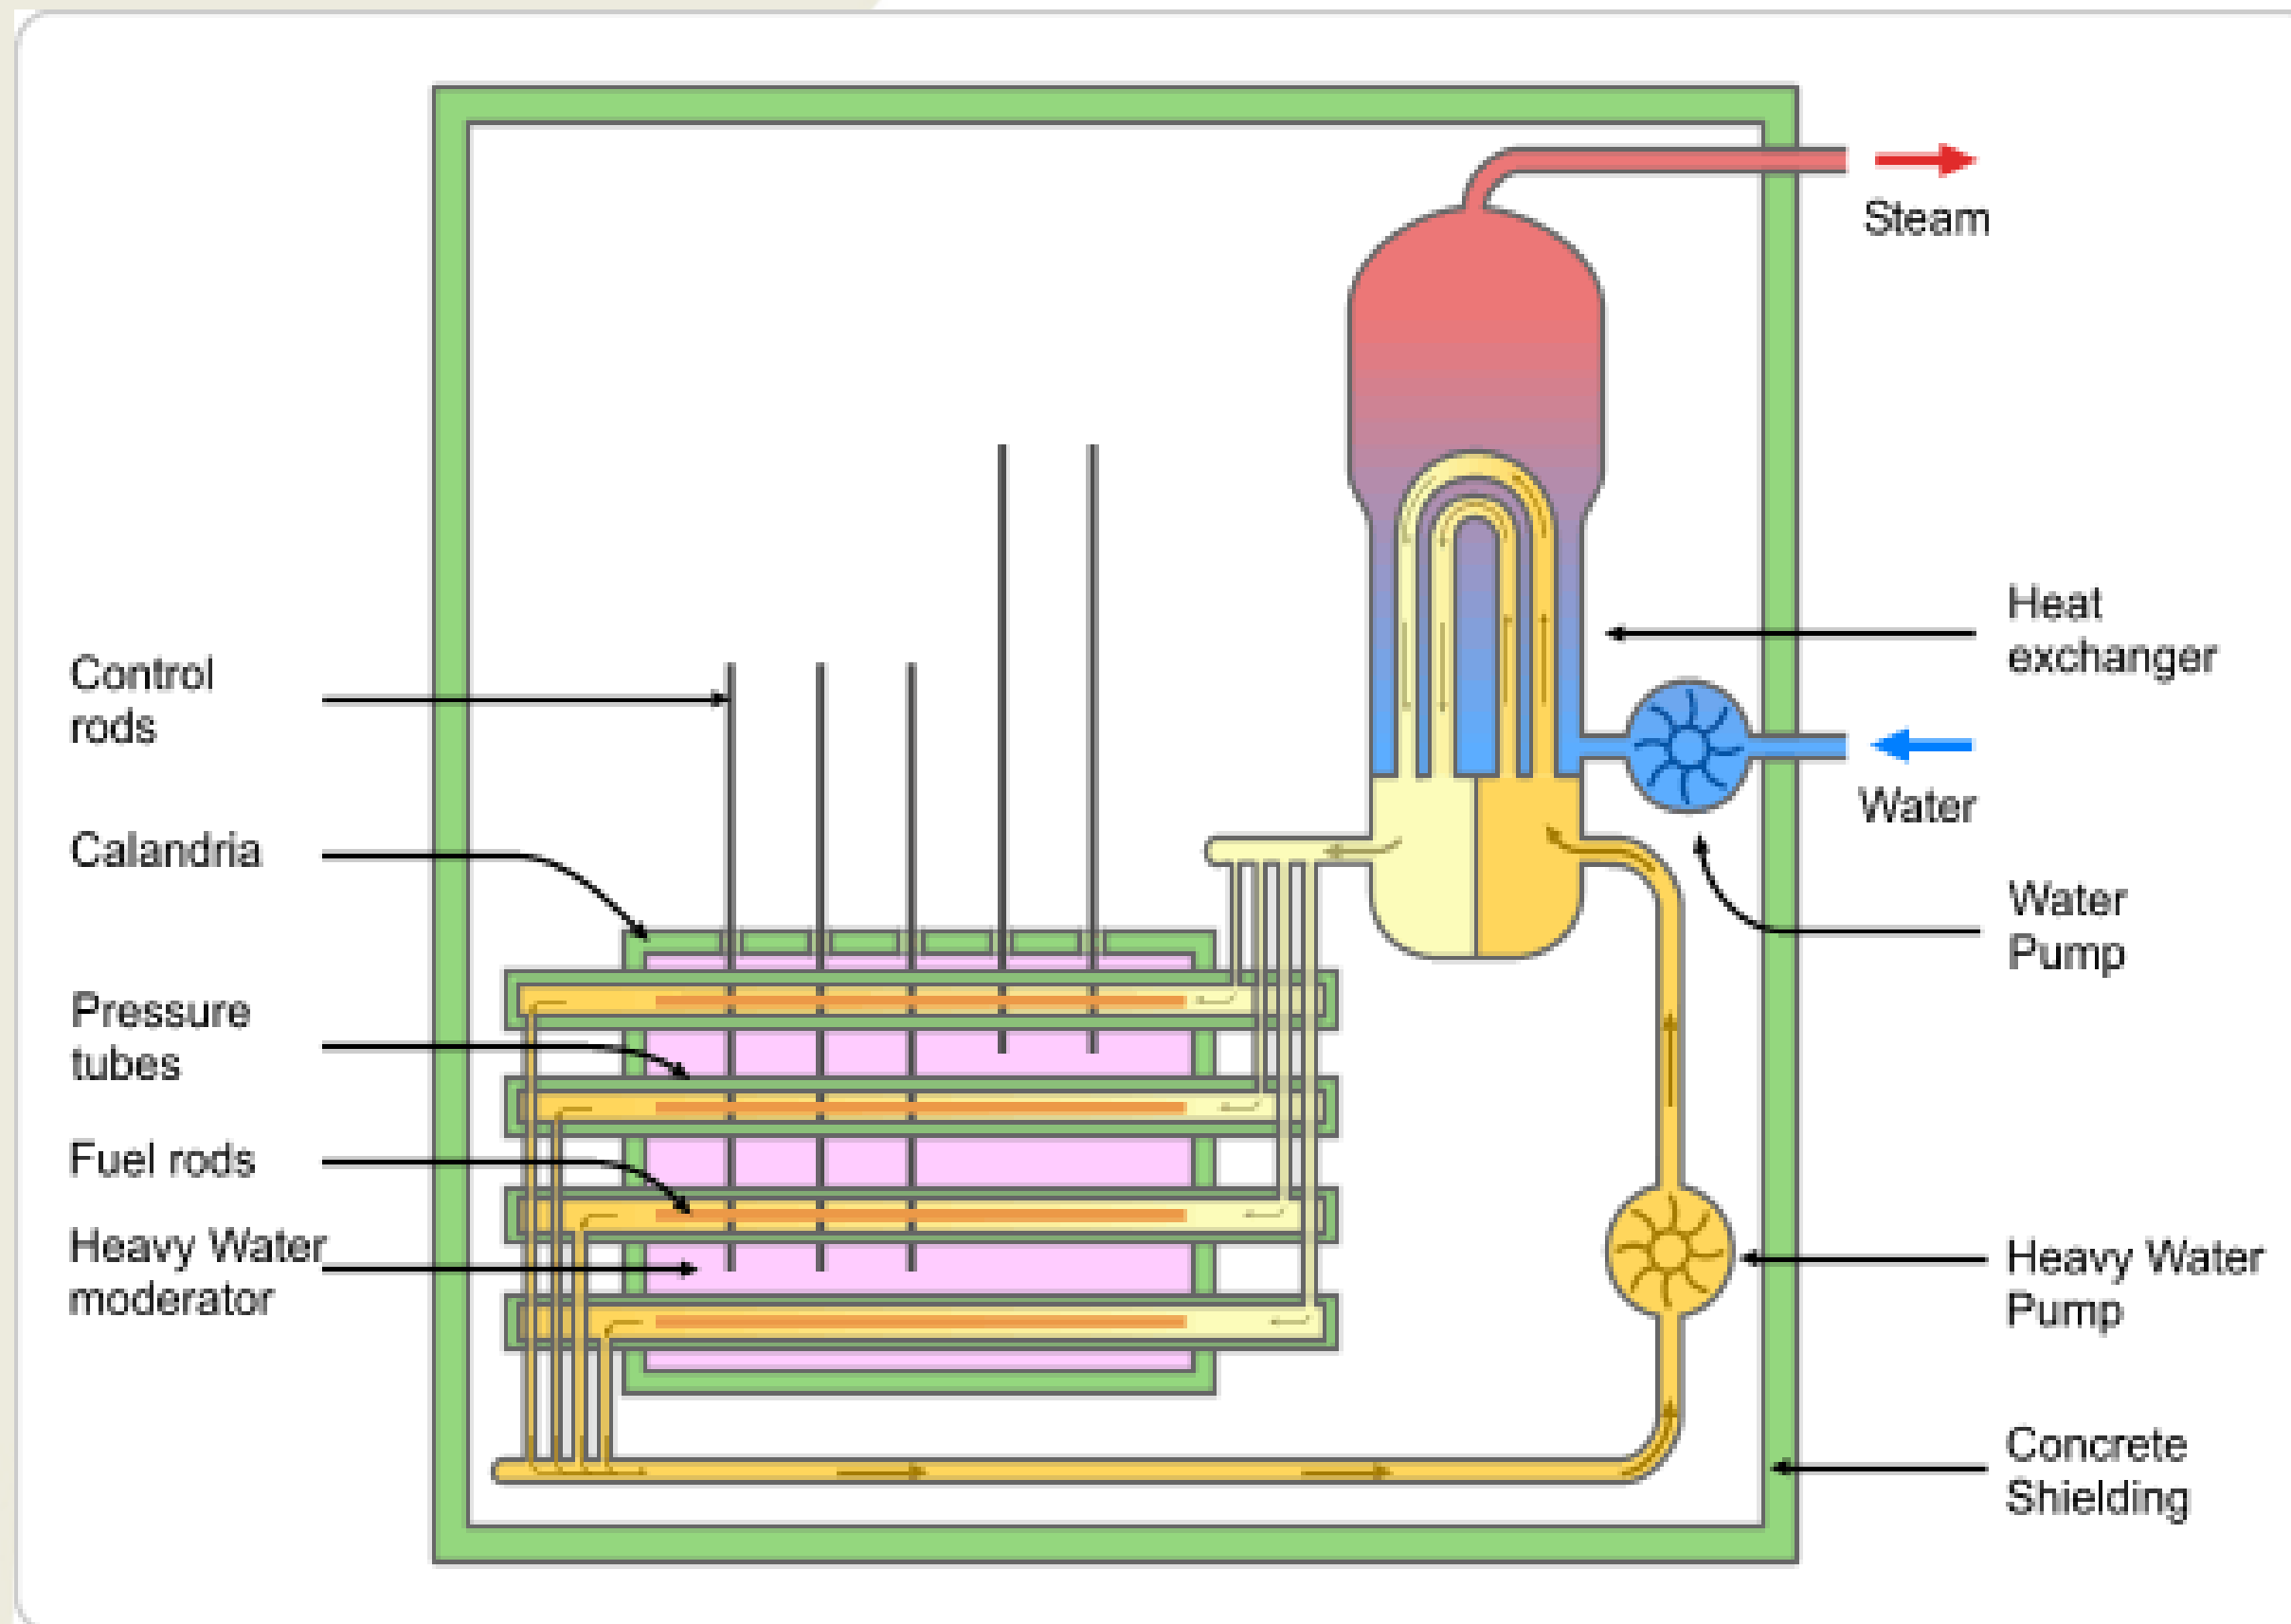 Steam
Heat
exchanger
Control
rods
Water
Calandria
Water
Pump
Pressure
tubes
Fuel rods
Heavy Water
moderator
Heavy Water
Pump
Concrete
Shielding